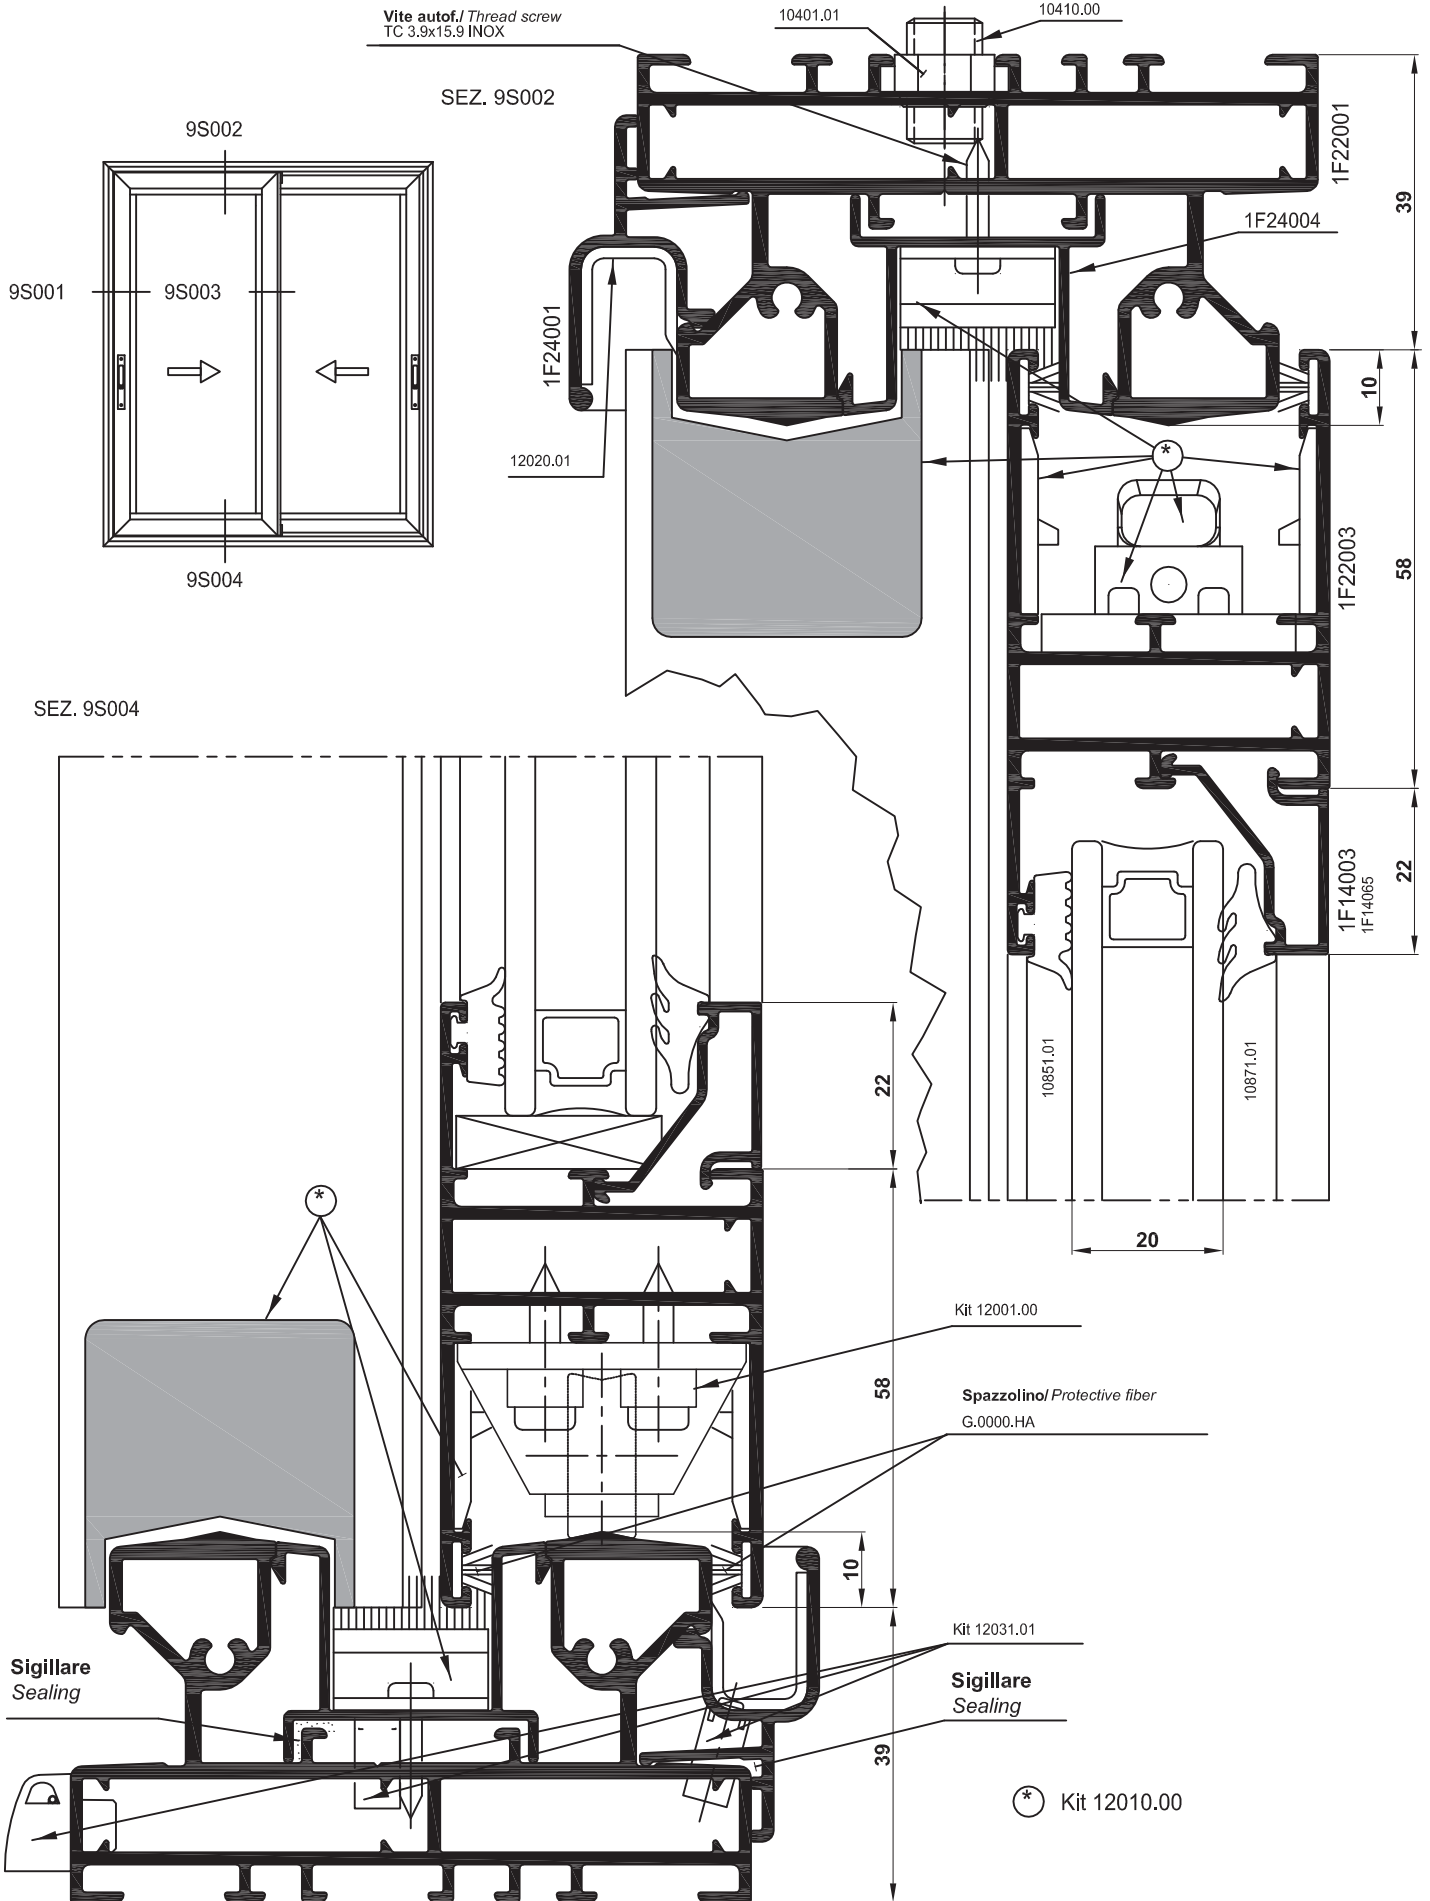 Vite autof./ Thread screw
TC 3.9x15.9 INOX
10401.01
10410.00
SEZ. 9S002
9S002
9S001
9S003
9S004
1F22001
39
1F24004
1F24001
12020.01
10
*
1F22003
58
SEZ. 9S004
1F14003
1F14065
22
10851.01
10871.01
20
22
*
Kit 12001.00
58
Spazzolino/ Protective fiber
G.0000.HA
10
Kit 12031.01
Sigillare
Sealing
Sigillare
Sealing
39
* Kit 12010.00